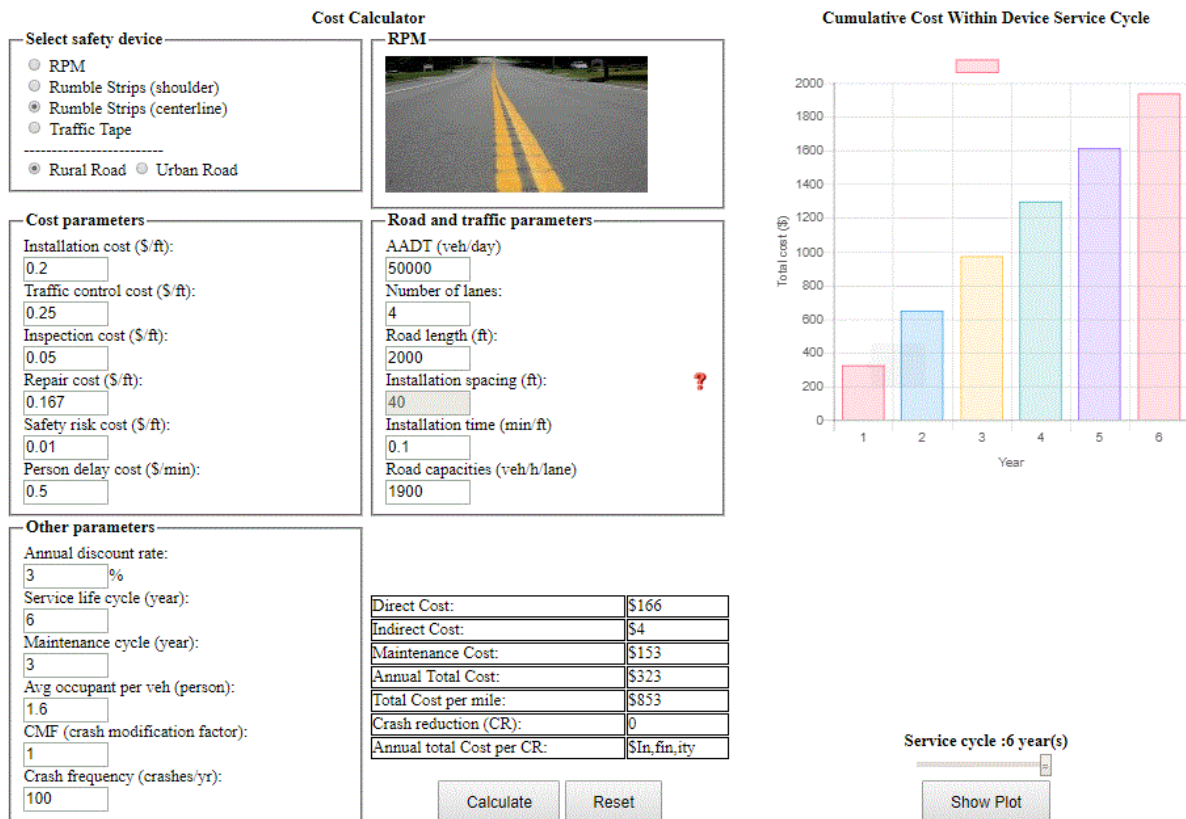 Cost Calculator
Select safety device
RPM
Rumble Strips (shoulder)
Rumble Strips (centerline)
Traffic Tape
-------------------------
Rural Road Urban Road
RPM
Cost parameters
Installation cost ($/ft):
0.2
Traffic control cost ($/ft):
0.25
Inspection cost ($/ft):
0.05
Repair cost ($/ft):
0.167
Safety risk cost ($/ft):
0.01
Person delay cost ($/min):
0.5
Road and traffic parameters
AADT (veh/day)
50000
Number of lanes:
4
Road length (ft):
2000
Installation spacing (ft):
?
40
Installation time (min/ft)
0.1
Road capacities (veh/h/lane)
1900
Other parameters
Annual discount rate:
3 %
Service life cycle (year):
6
Maintenance cycle (year):
3
Avg occupant per veh (person):
1.6
CMF (crash modification factor):
1
Crash frequency (crashes/yr):
100
Direct Cost: $166
Indirect Cost: $4
Maintenance Cost: $153
Annual Total Cost: $323
Total Cost per mile: $853
Crash reduction (CR): 0
Annual total Cost per CR: $In,fin,ity
Calculate Reset
Cumulative Cost Within Device Service Cycle
2000
1800
1600
1400
1200
1000
800
600
400
200
0
Total cost ($)
1 2 3 4 5 6
Year
Service cycle :6 year(s)
Show Plot